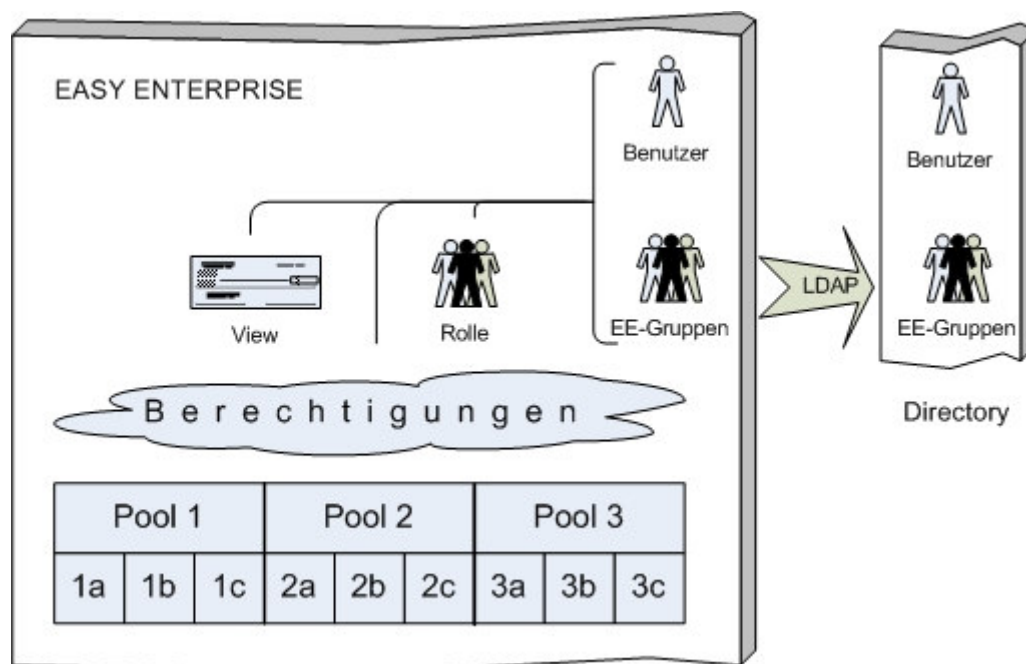 EASY ENTERPRISE
Benutzer
Benutzer
View
Rolle
EE-Gruppen
LDAP
EE-Gruppen
Directory
Berechtigungen
Pool 1 Pool 2 Pool 3
1a 1b 1c 2a 2b 2c 3a 3b 3c